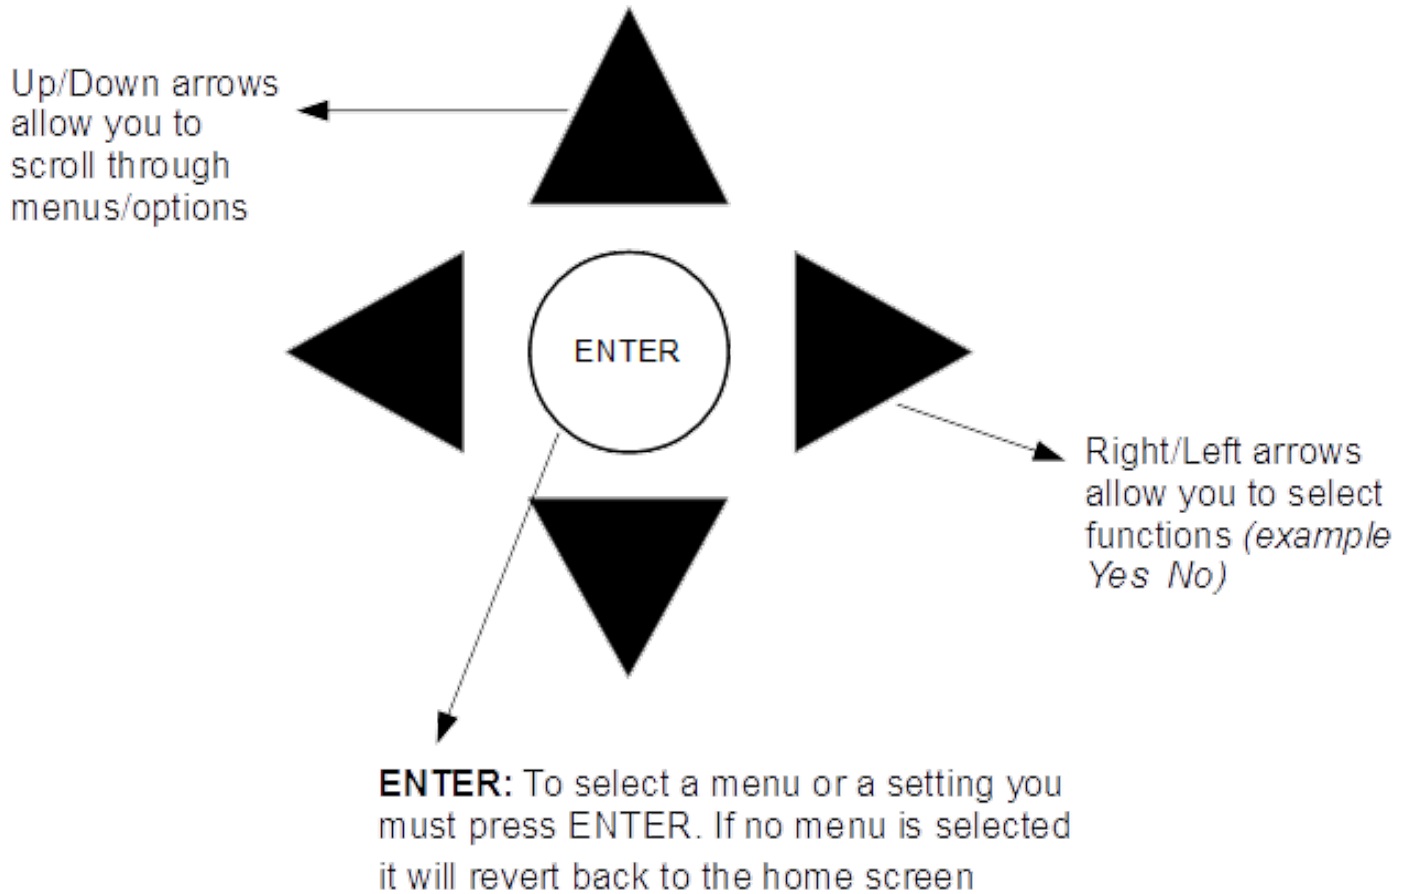 Up/Down arrows
allow you to
scroll through
menus/options
ENTER
Right/Left arrows
allow you to select
functions (example
Yes No)
ENTER: To select a menu or a setting you
must press ENTER. If no menu is selected
it will revert back to the home screen